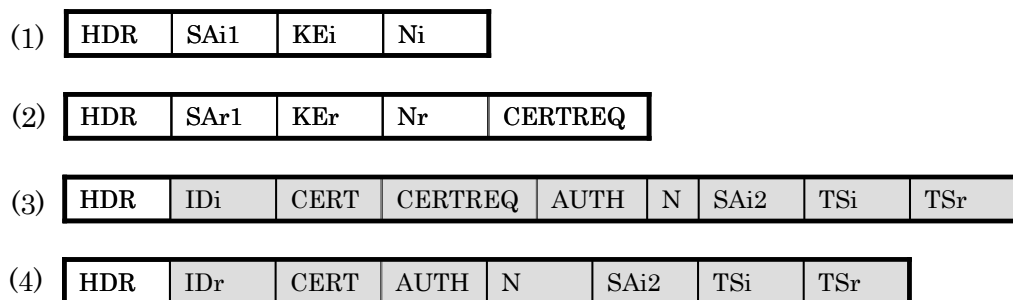 (1) HDR SAi1 KEi Ni
(2) HDR SAr1 KEr Nr CERTREQ
(3) HDR IDi CERT CERTREQ AUTH N SAi2 TSi TSr
(4) HDR IDr CERT AUTH N SAi2 TSi TSr